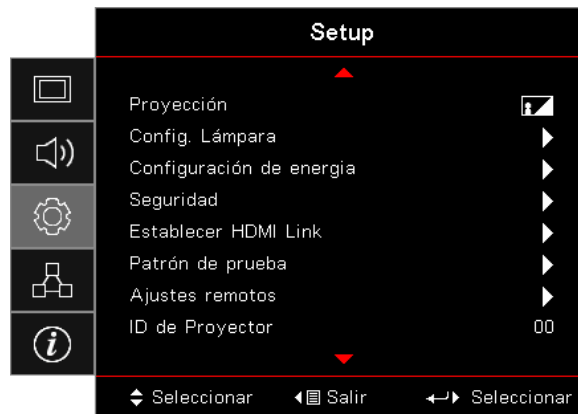 Setup
Proyección
Config. Lámpara
Configuración de energia
Seguridad
Establecer HDMI Link
Patrón de prueba
Ajustes remotos
ID de Proyector 00
Seleccionar Salir Seleccionar